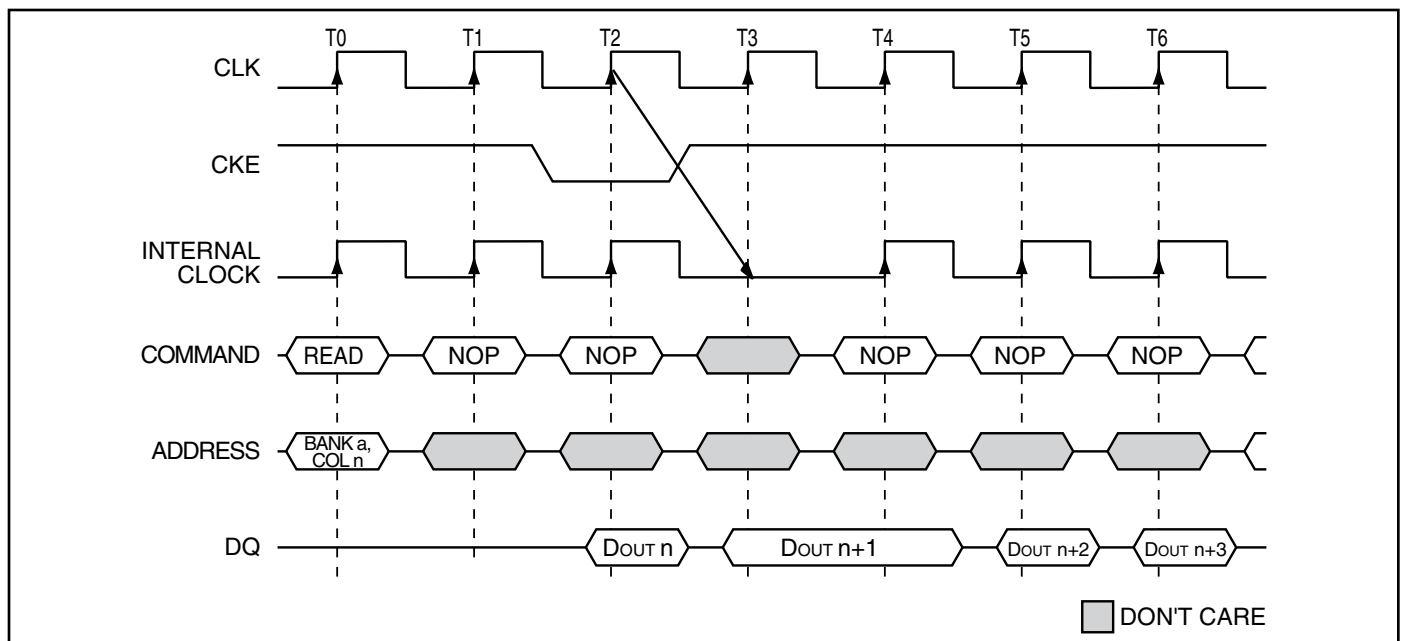 T0 T1 T2 T3 T4 T5 T6
CLK
CKE
INTERNAL
CLOCK
COMMAND READ NOP NOP NOP NOP NOP
ADDRESS BANK a,
COL n
DQ DOUT n DOUT n+1 DOUT n+2 DOUT n+3
DON'T CARE